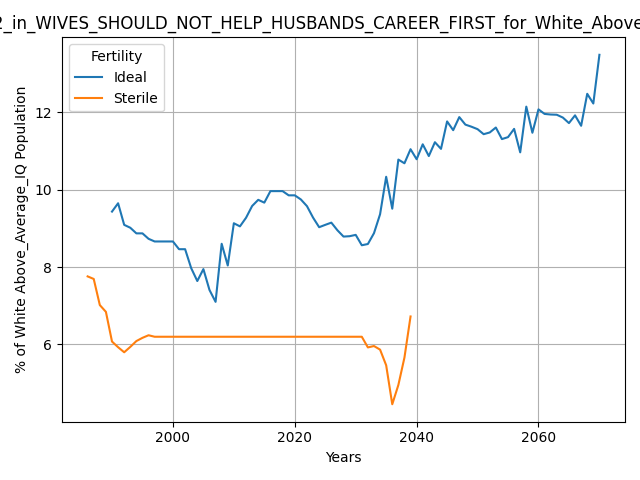 2_in_WIVES_SHOULD_NOT_HELP_HUSBANDS_CAREER_FIRST_for_White_Above
Fertility
Ideal
Sterile
% of White Above_Average_IQ Population
12
10
8
6
2000 2020 2040 2060
Years